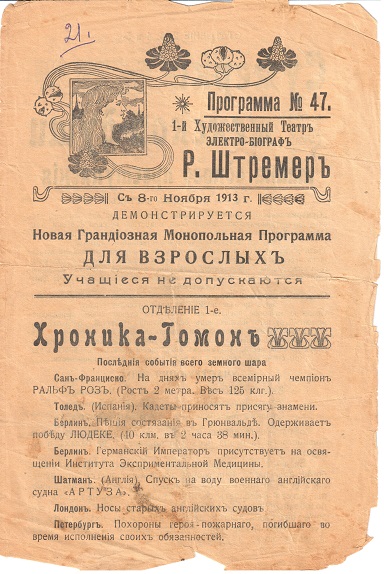 21.
Программа № 47.
1-й Художественный Театръ
ЭЛЕКТРО-БІОГРАФЪ
Р. Штремеръ
Съ 8-го Ноября 1913 г.
ДЕМОНСТРИРУЕТСЯ
Новая Грандіозная Монопольная Программа
ДЛЯ ВЗРОСЛЫХЪ
Учащіеся не допускаются
ОТДѢЛЕНІЕ 1-е.
Хроника-Гомонъ
Послѣднія событія всего земного шара
Санъ-Франциско. На дняхъ умеръ всемірный чемпіонъ
РАЛЬФЪ РОЗЪ. (Ростъ 2 метра. Вѣсъ 125 клг.).
Толедъ. (Испанія). Кадеты приносятъ присягу знамени.
Берлинъ. Пѣшія состязанія въ Грюнвальдѣ. Одерживаетъ
побѣду ЛЮДЕКЕ. (40 клм. въ 2 часа 38 мин.).
Берлинъ. Германскій Императоръ присутствуетъ на освя-
щеніи Института Эксприментальной Медицины.
Шатманъ. (Англія). Спускъ на воду военнаго англійскаго
судна «АРТУЗА».
Лондонъ. Носы старыхъ англійскихъ судовъ.
Петербургъ. Похороны героя-пожарнаго, погибшаго во
время исполненія своихъ обязанностей.